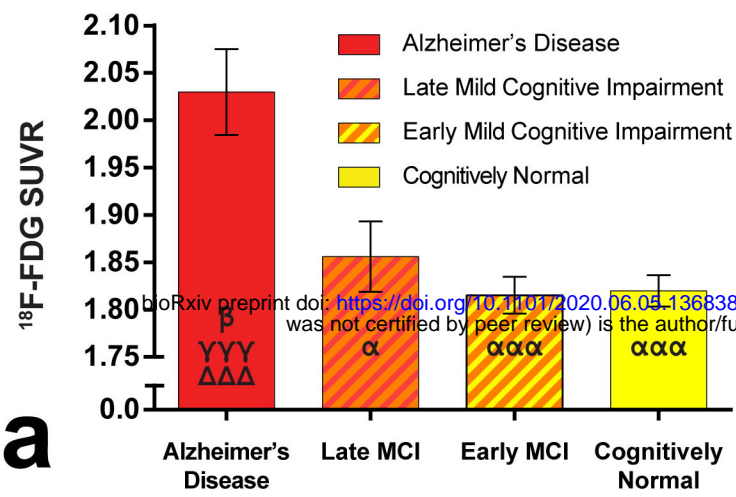 2.10
2.05
2.00
1.95
1.90
1.85
1.80
1.75
0.0
¹⁸F-FDG SUVR
Alzheimer's Disease
Late Mild Cognitive Impairment
Early Mild Cognitive Impairment
Cognitively Normal
bioRxiv preprint doi: https://doi.org/10.1101/2020.06.05.136838
was not certified by peer review) is the author/fu
β
γγγ
ΔΔΔ
α
ααα
ααα
a
Alzheimer's
Disease
Late MCI
Early MCI
Cognitively
Normal